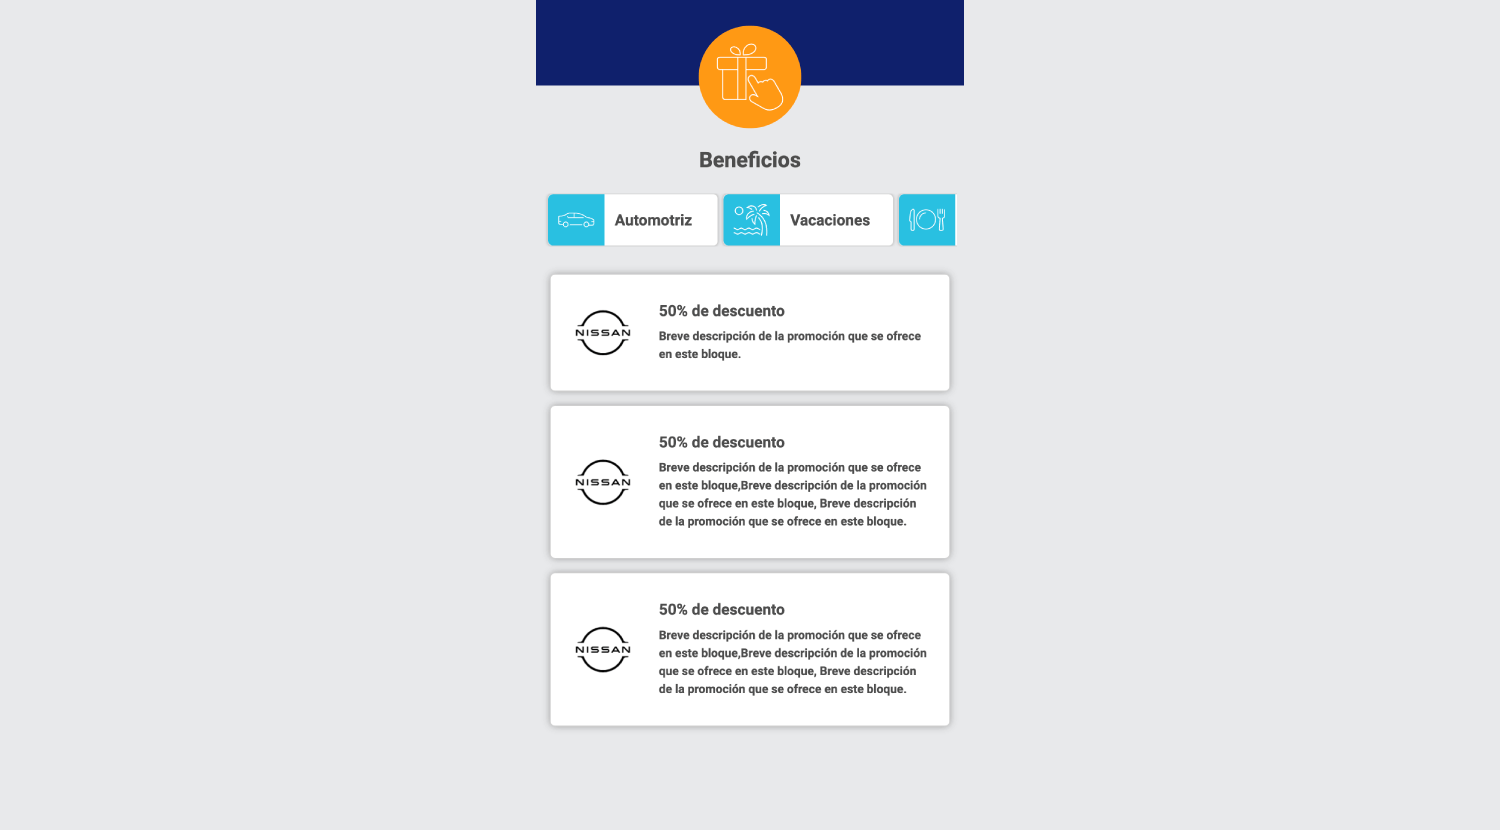 Beneficios
Automotriz
Vacaciones
NISSAN
50% de descuento
Breve descripción de la promoción que se ofrece
en este bloque.
NISSAN
50% de descuento
Breve descripción de la promoción que se ofrece
en este bloque,Breve descripción de la promoción
que se ofrece en este bloque, Breve descripción
de la promoción que se ofrece en este bloque.
NISSAN
50% de descuento
Breve descripción de la promoción que se ofrece
en este bloque,Breve descripción de la promoción
que se ofrece en este bloque, Breve descripción
de la promoción que se ofrece en este bloque.